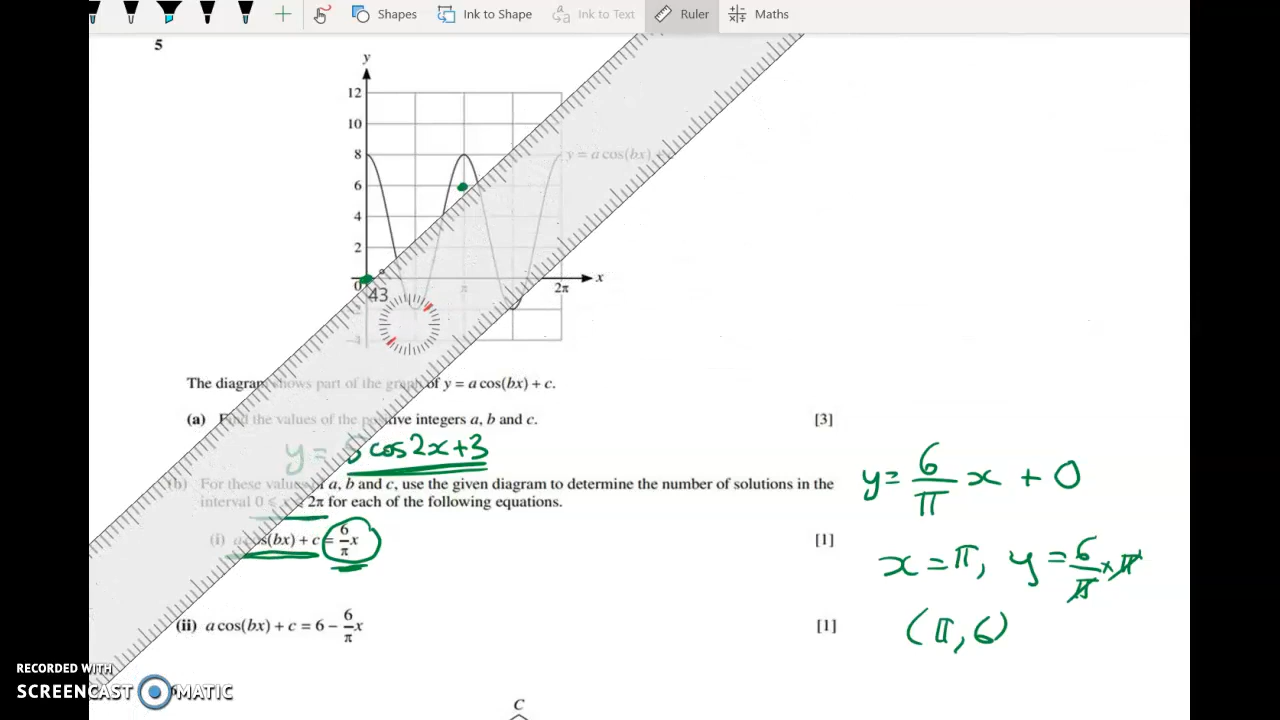 Shapes Ink to Shape Ink to Text Ruler Maths
5
y
12
10
8
y = a cos(bx)
6
4
2
0
π
2π
x
43
The diagram shows part of the graph of y = a cos(bx) + c.
(a) Find the values of the positive integers a, b and c. [3]
y = 5 cos2x+3
(b) For these values of a, b and c, use the given diagram to determine the number of solutions in the
interval 0 ≤ x ≤ 2π for each of the following equations.
(i) a cos(bx) + c = 6/π x [1]
(ii) a cos(bx) + c = 6 − 6/π x [1]
y = 6/π x + 0
x = π, y = 6/π × π
(π, 6)
RECORDED WITH
SCREENCAST MATIC
C